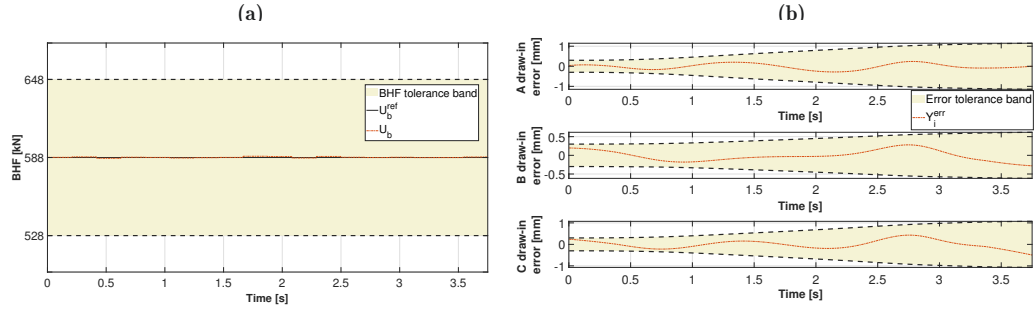 (a)
BHF [kN]
648
588
528
BHF tolerance band
U_b^ref
U_b
0 0.5 1 1.5 2 2.5 3 3.5
Time [s]
(b)
A draw-in
error [mm]
1
0
-1
0 0.5 1 1.5 2 2.5 3 3.5
Time [s]
Error tolerance band
Y_i^err
B draw-in
error [mm]
0.5
0
-0.5
0 0.5 1 1.5 2 2.5 3 3.5
Time [s]
C draw-in
error [mm]
1
0
-1
0 0.5 1 1.5 2 2.5 3 3.5
Time [s]